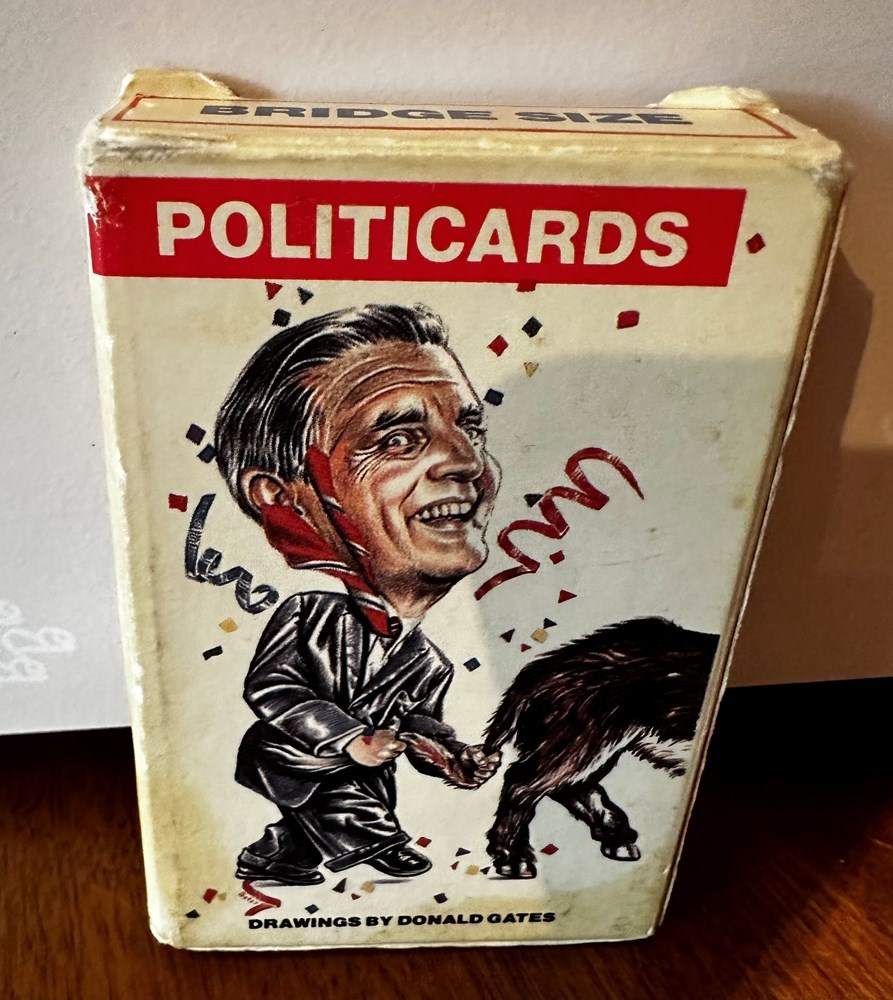 BRIDGE SIZE
POLITICARDS
DRAWINGS BY DONALD GATES